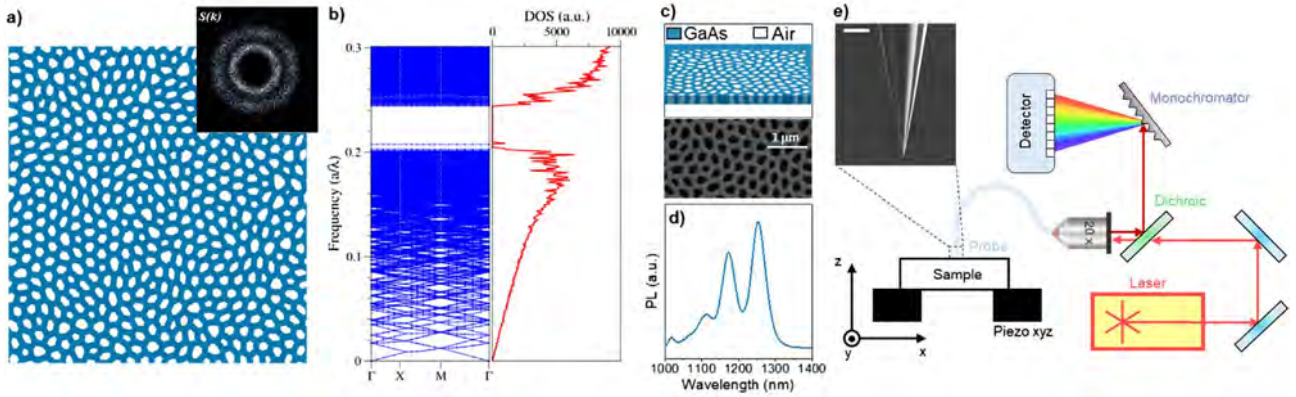 a)
S(k)
b)
DOS (a.u.)
0 5000 10000
0.3
0.2
0.1
0
Frequency (a/λ)
Γ X M Γ
c)
GaAs Air
1 μm
d)
PL (a.u.)
1000 1100 1200 1300 1400
Wavelength (nm)
e)
Detector
Monochromator
Dichroic
20 x
Probe
Sample
Laser
Piezo xyz
z
y
x